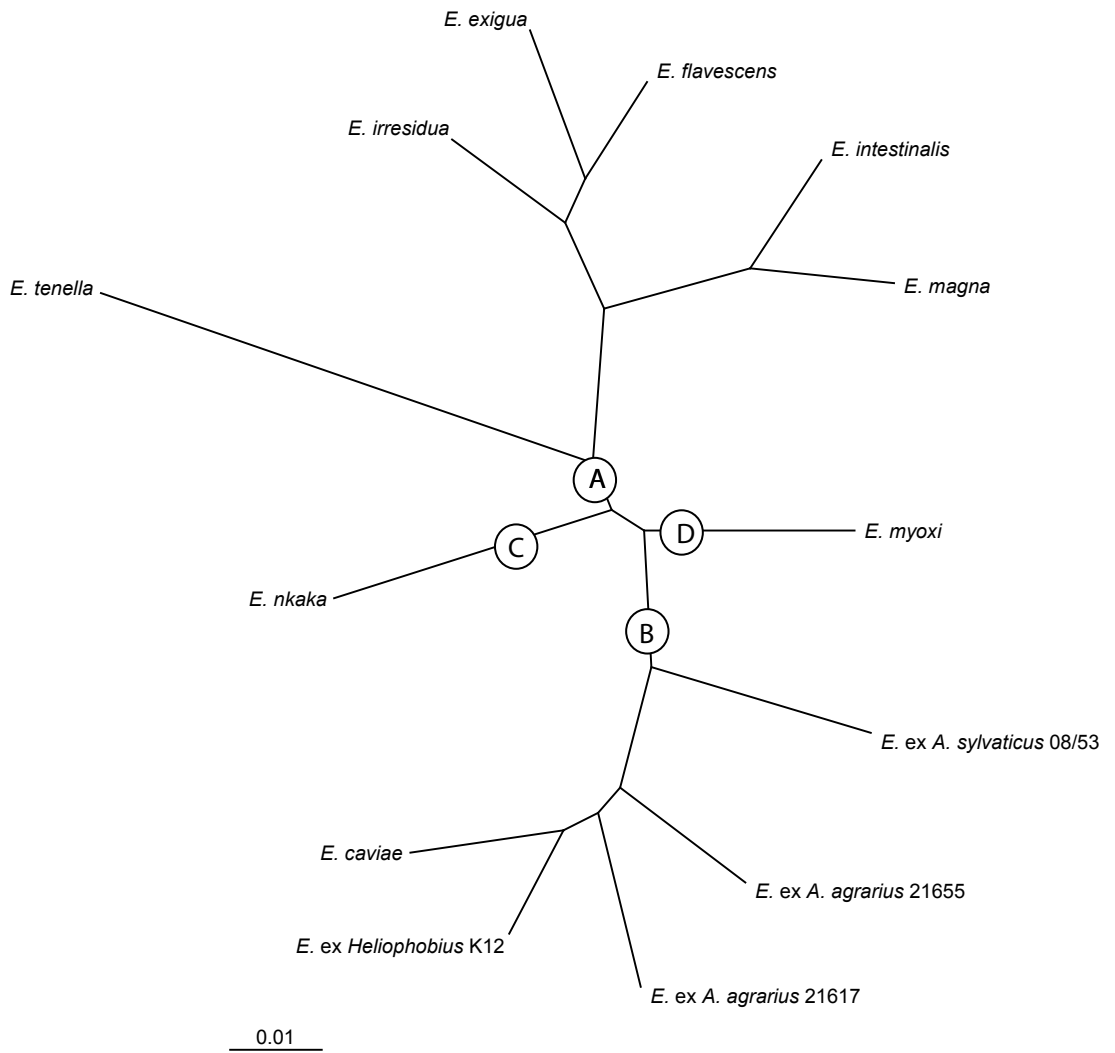 E. exigua
E. flavescens
E. irresidua
E. intestinalis
E. magna
E. tenella
A
D
E. myoxi
C
E. nkaka
B
E. ex A. sylvaticus 08/53
E. caviae
E. ex A. agrarius 21655
E. ex Heliophobius K12
E. ex A. agrarius 21617
0.01